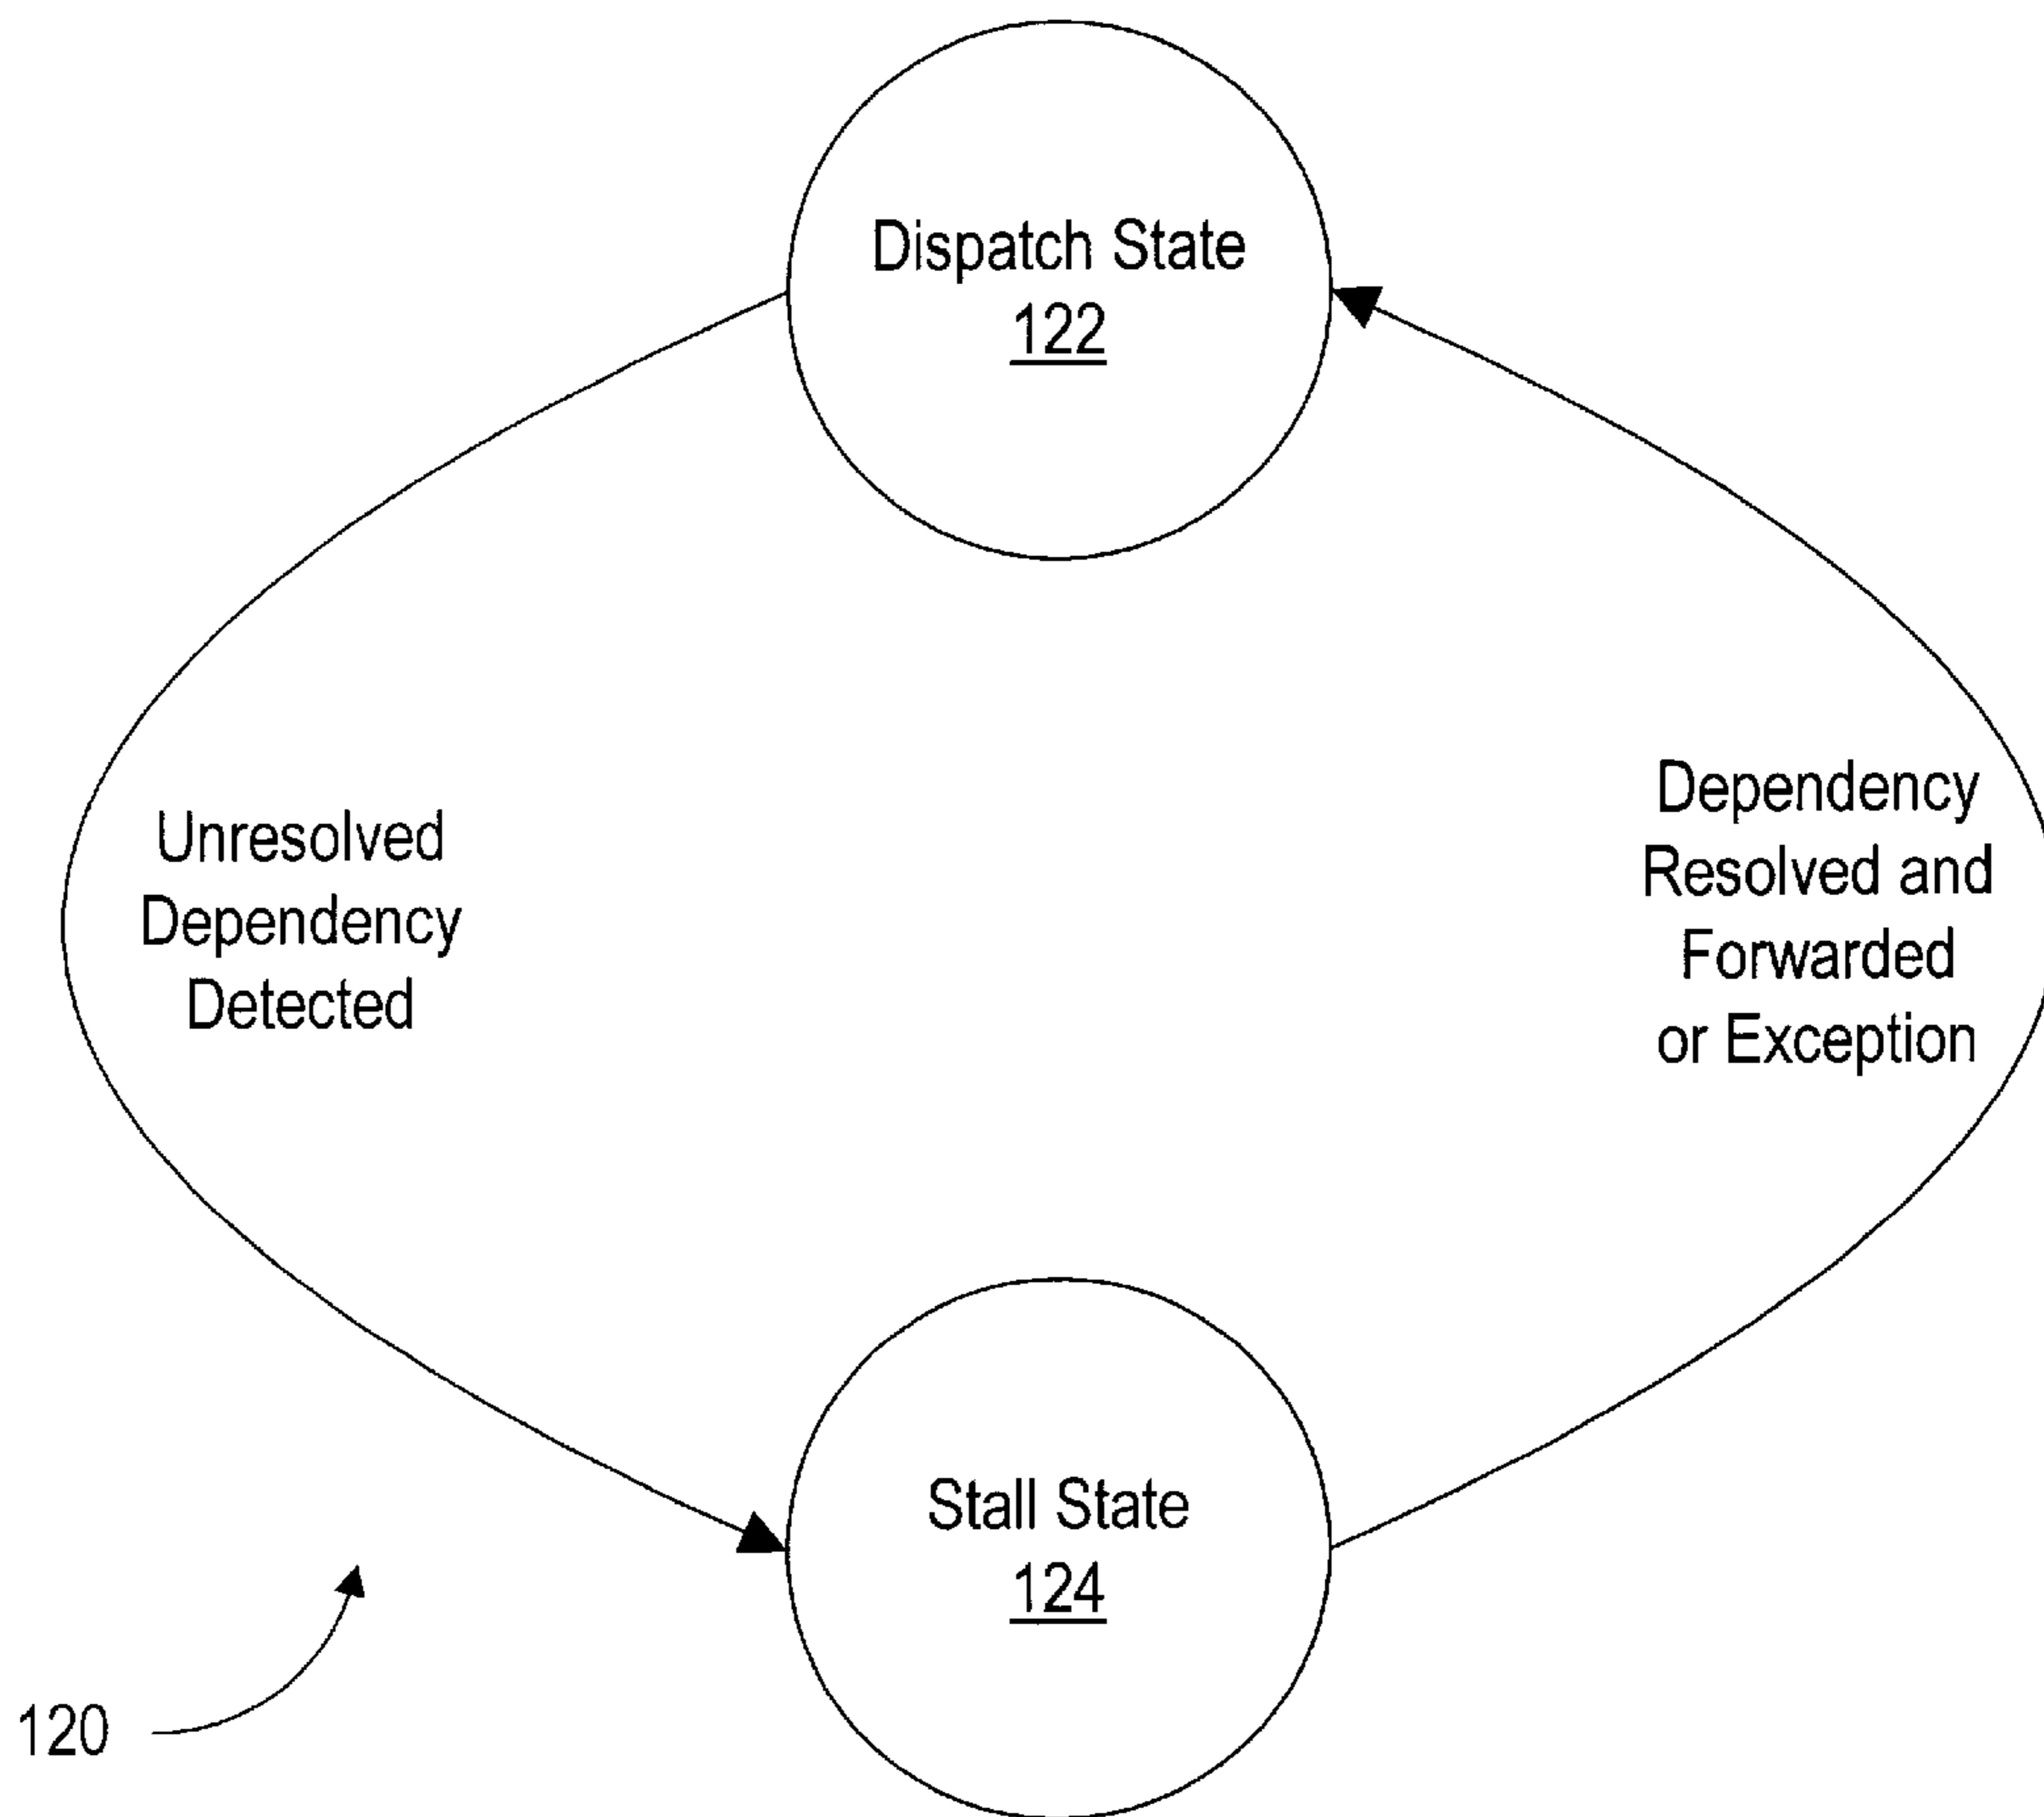 Dispatch State
122
Unresolved
Dependency
Detected
Dependency
Resolved and
Forwarded
or Exception
Stall State
124
120